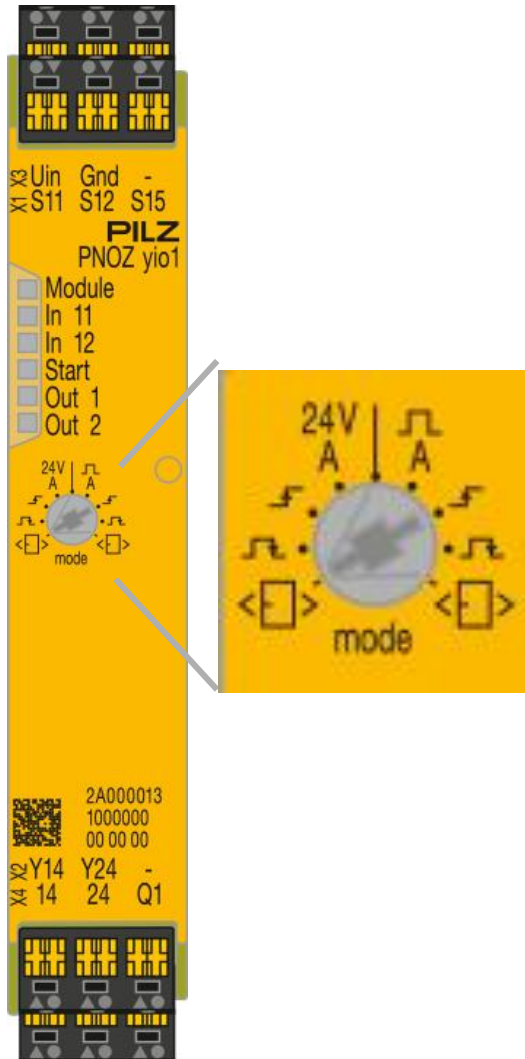 X3 Uin Gnd -
X1 S11 S12 S15
PILZ
PNOZ yio1
Module
In 11
In 12
Start
Out 1
Out 2
24V
A A
mode
24V
A A
mode
2A000013
1000000
00 00 00
X2 Y14 Y24 -
X4 14 24 Q1